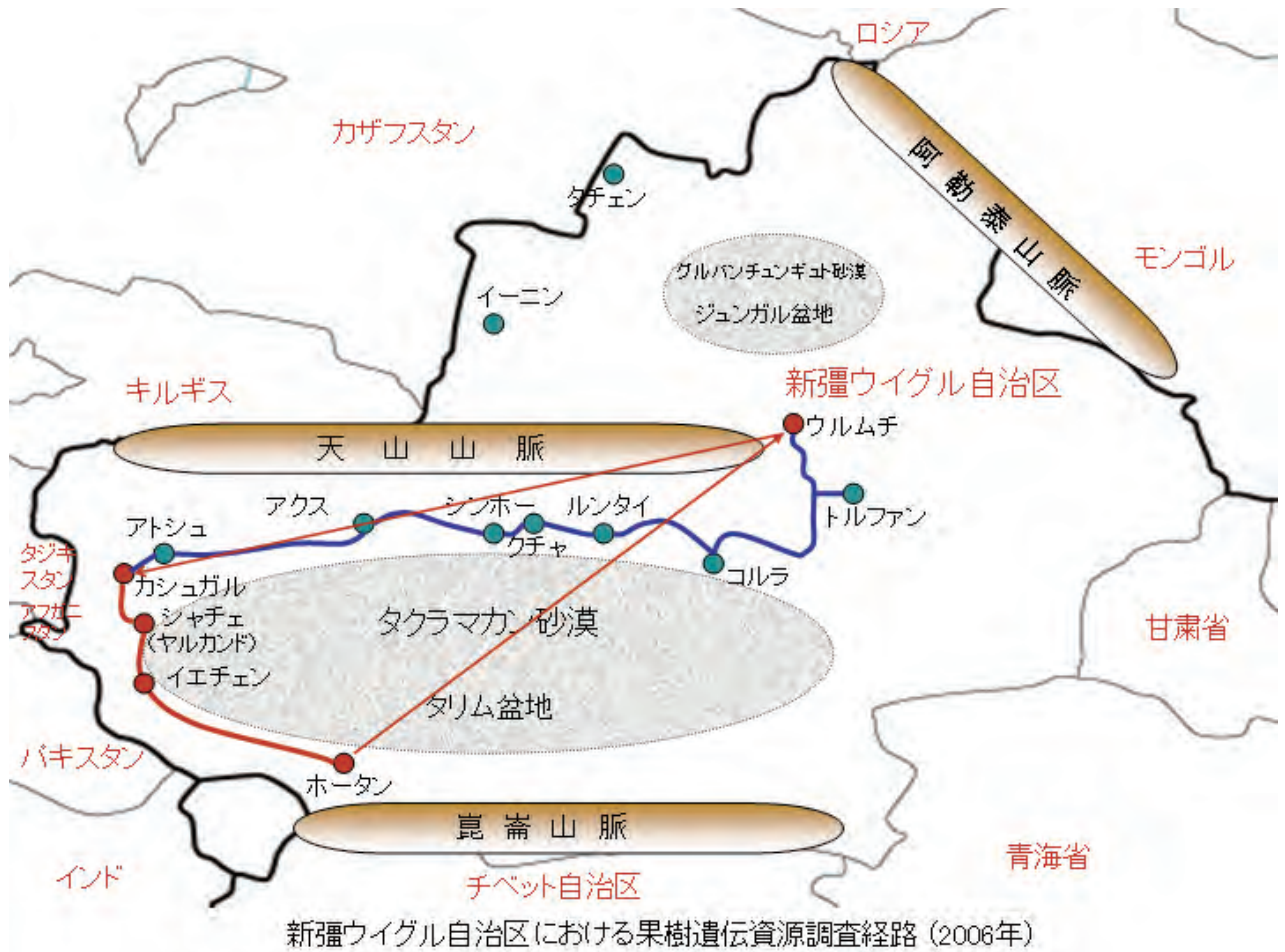 ロシア
カザフスタン
阿勒泰山脈
タチェン
モンゴル
グルバンチュンギュト砂漠
ジュンガル盆地
イーニン
キルギス
新疆ウイグル自治区
ウルムチ
天山山脈
アクス
シンホー
ルンタイ
トルファン
アトシュ
クチャ
コルラ
タジキ
スタン
カシュガル
アフガニ
スタン
シャチェ
(ヤルカンド)
タクラマカン砂漠
甘粛省
イエチェン
タリム盆地
パキスタン
ホータン
崑崙山脈
インド
チベット自治区
青海省
新疆ウイグル自治区における果樹遺伝資源調査経路（2006年）